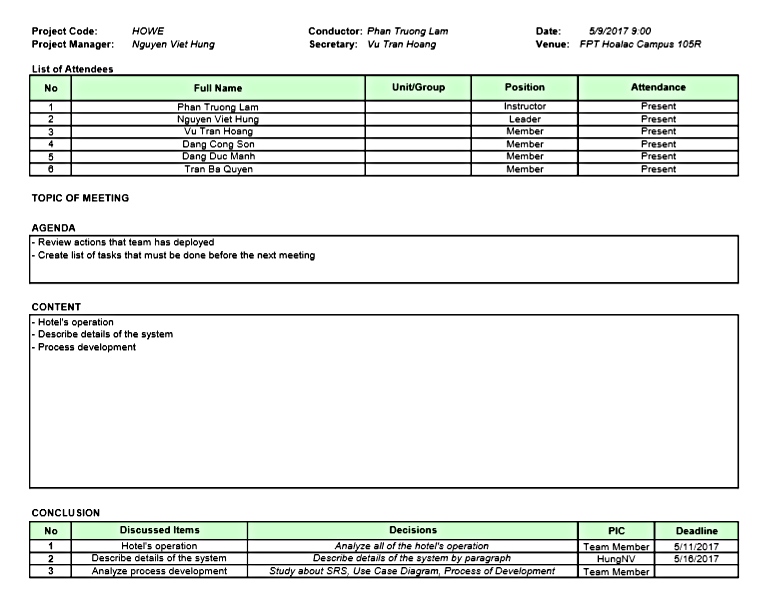 Project Code: HOWE Conductor: Phan Truong Lam Date: 5/9/2017 9:00
Project Manager: Nguyen Viet Hung Secretary: Vu Tran Hoang Venue: FPT Hoalac Campus 105R
List of Attendees
No Full Name Unit/Group Position Attendance
1 Phan Truong Lam Instructor Present
2 Nguyen Viet Hung Leader Present
3 Vu Tran Hoang Member Present
4 Dang Cong Son Member Present
5 Dang Duc Manh Member Present
6 Tran Ba Quyen Member Present
TOPIC OF MEETING
AGENDA
- Review actions that team has deployed
- Create list of tasks that must be done before the next meeting
CONTENT
- Hotel's operation
- Describe details of the system
- Process development
CONCLUSION
No Discussed Items Decisions PIC Deadline
1 Hotel's operation Analyze all of the hotel's operation Team Member 5/11/2017
2 Describe details of the system Describe details of the system by paragraph HungNV 5/16/2017
3 Analyze process development Study about SRS, Use Case Diagram, Process of Development Team Member